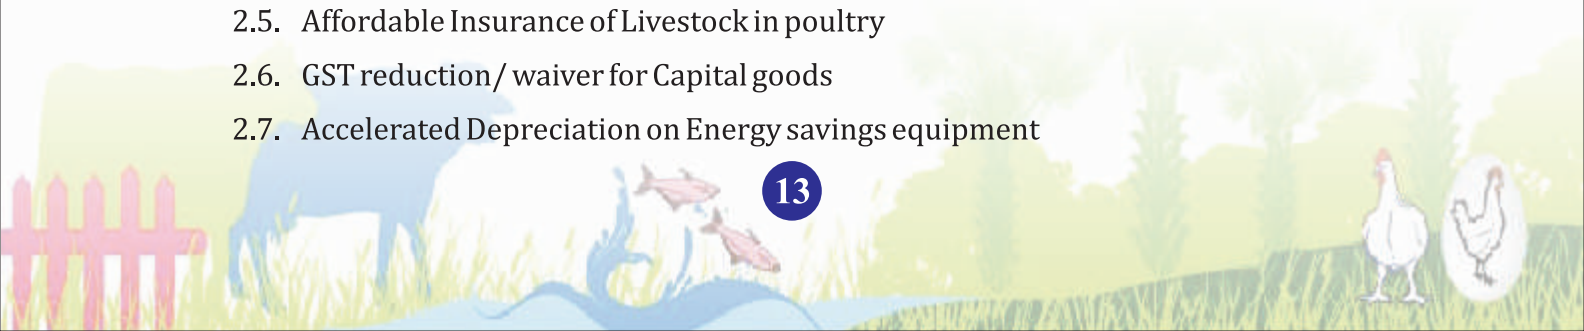 2.5. Affordable Insurance of Livestock in poultry
2.6. GST reduction/ waiver for Capital goods
2.7. Accelerated Depreciation on Energy savings equipment
13